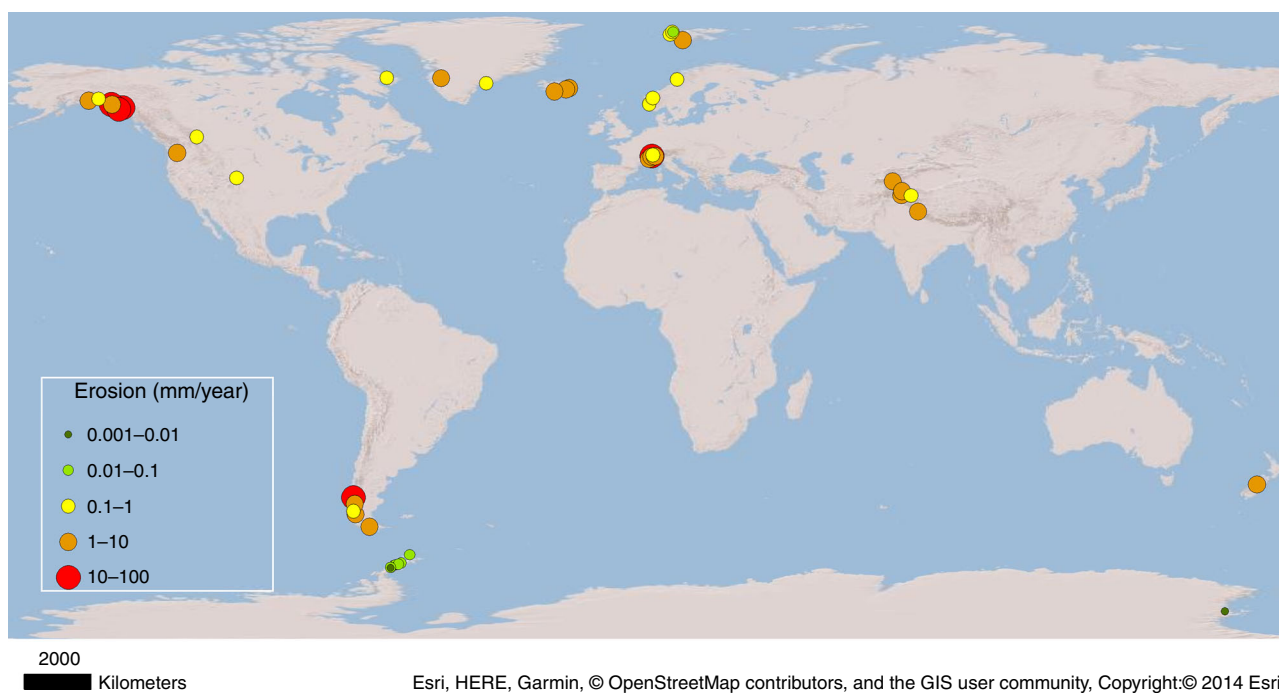 Erosion (mm/year)
0.001–0.01
0.01–0.1
0.1–1
1–10
10–100
2000
Kilometers
Esri, HERE, Garmin, © OpenStreetMap contributors, and the GIS user community, Copyright:© 2014 Esri